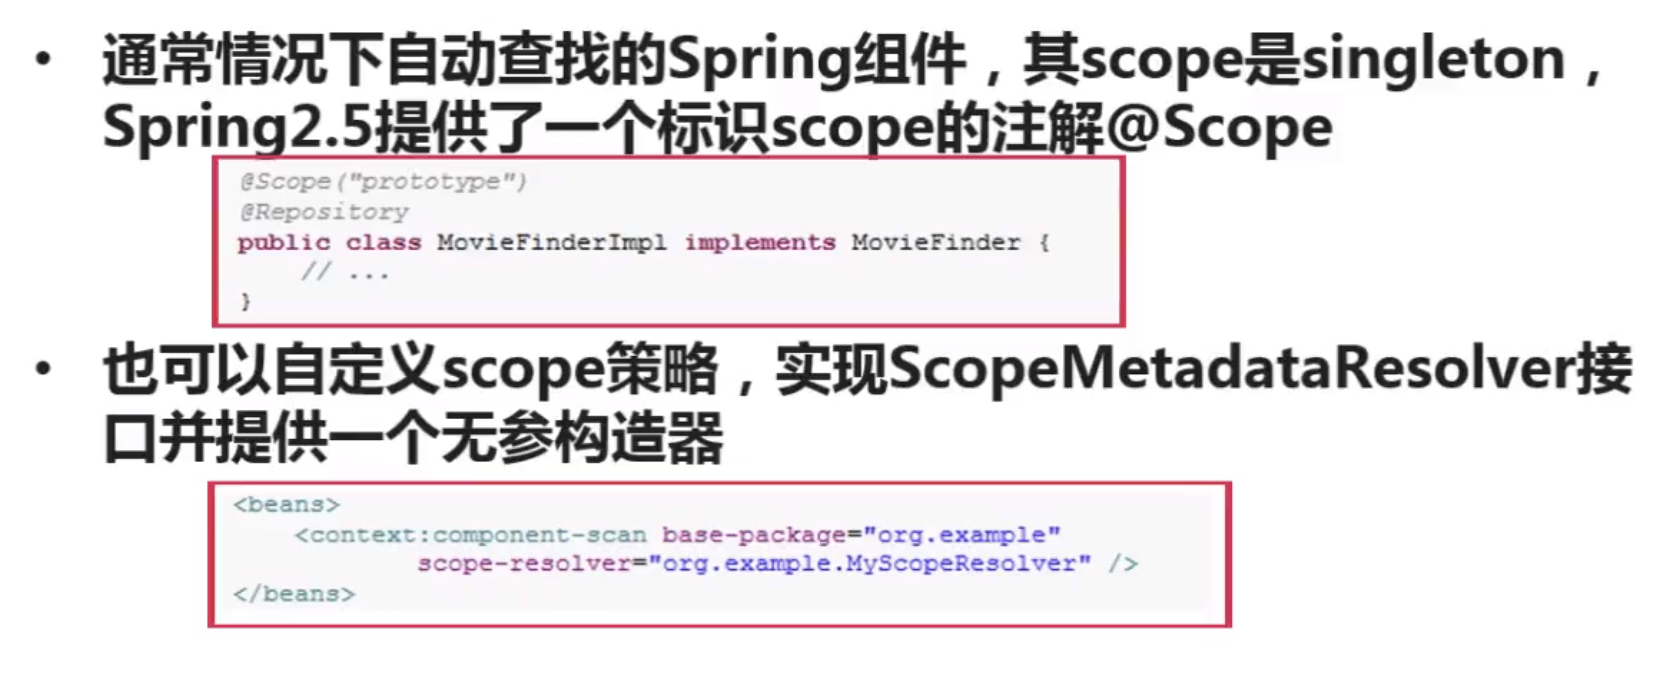 • 通常情况下自动查找的Spring组件，其scope是singleton，
Spring2.5提供了一个标识scope的注解@Scope
@Scope("prototype")
@Repository
public class MovieFinderImpl implements MovieFinder {
    // ...
}
• 也可以自定义scope策略，实现ScopeMetadataResolver接
口并提供一个无参构造器
<beans>
    <context:component-scan base-package="org.example"
            scope-resolver="org.example.MyScopeResolver" />
</beans>